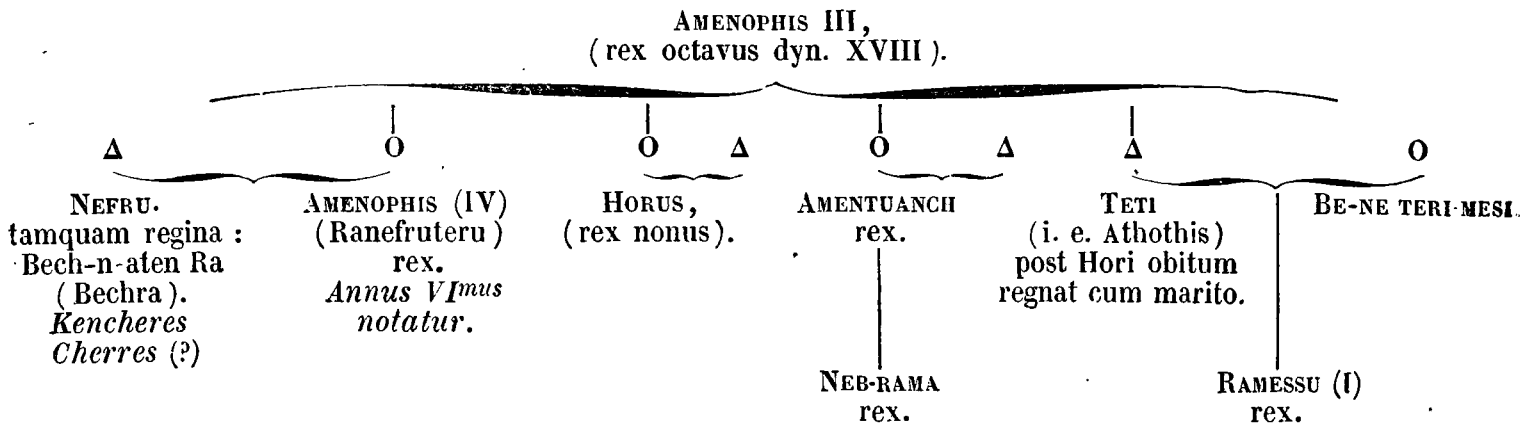 AMENOPHIS III,
(rex octavus dyn. XVIII).
Δ O O Δ O Δ Δ O
NEFRU.
tamquam regina :
Bech-n-aten Ra
(Bechra).
Kencheres
Cherres (?)
AMENOPHIS (IV)
(Ranefruteru)
rex.
Annus VImus
notatur.
HORUS,
(rex nonus).
AMENTUANCH
rex.
TETI
(i. e. Athothis)
post Hori obitum
regnat cum marito.
BE-NE TERI-MESI.
NEB-RAMA
rex.
RAMESSU (I)
rex.